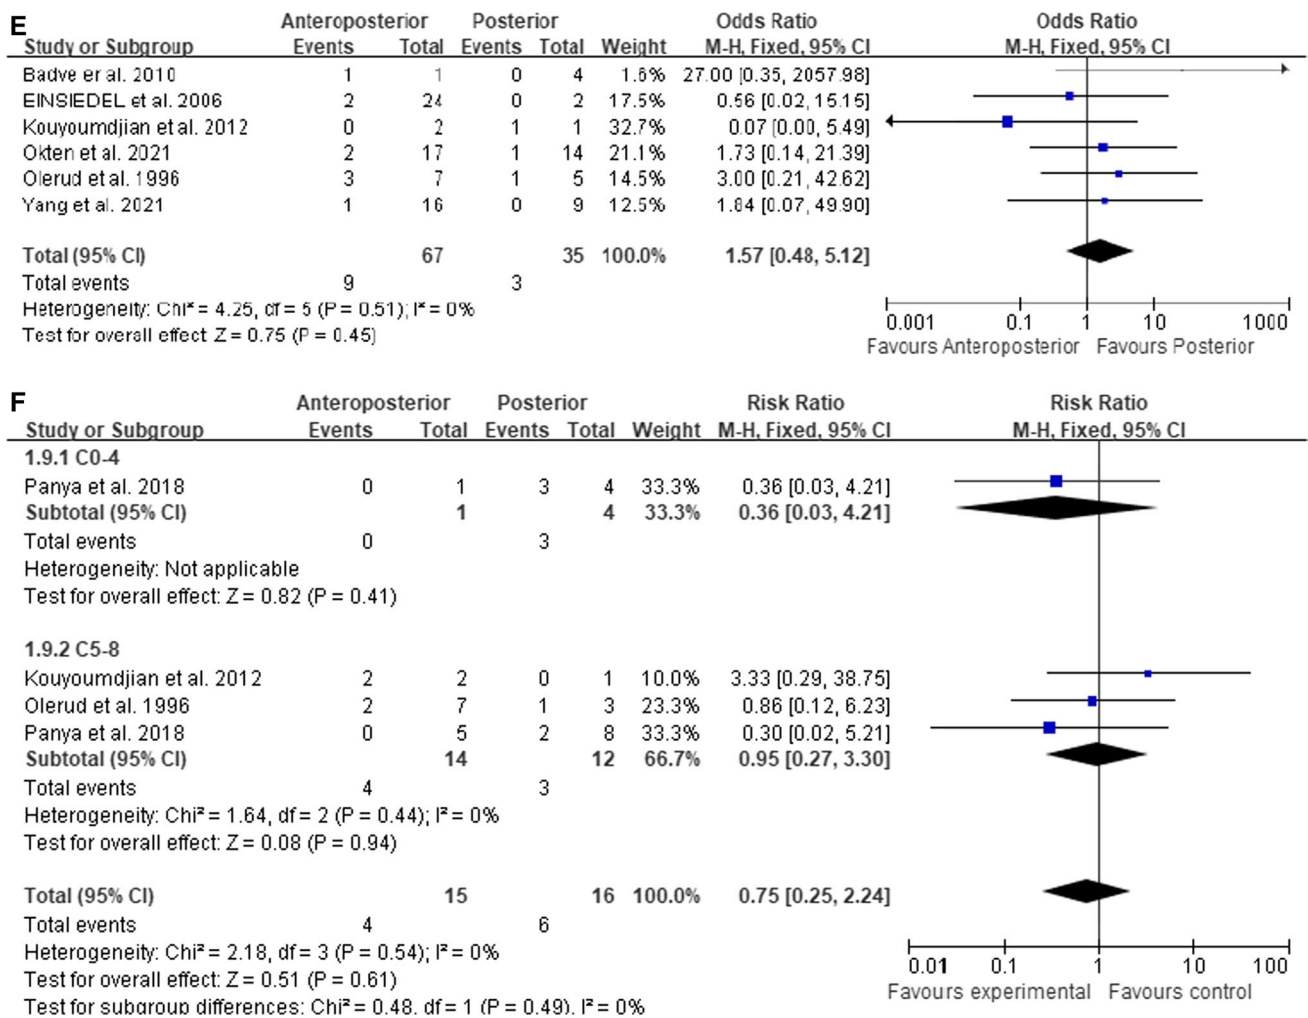 E
Anteroposterior Posterior Odds Ratio Odds Ratio
Study or Subgroup Events Total Events Total Weight M-H, Fixed, 95% CI M-H, Fixed, 95% CI
Badve er al. 2010 1 1 0 4 1.6% 27.00 [0.35, 2057.98]
EINSIEDEL et al. 2006 2 24 0 2 17.5% 0.56 [0.02, 15.15]
Kouyoumdjian et al. 2012 0 2 1 1 32.7% 0.07 [0.00, 5.49]
Okten et al. 2021 2 17 1 14 21.1% 1.73 [0.14, 21.39]
Olerud et al. 1996 3 7 1 5 14.5% 3.00 [0.21, 42.62]
Yang et al. 2021 1 16 0 9 12.5% 1.84 [0.07, 49.90]
Total (95% CI) 67 35 100.0% 1.57 [0.48, 5.12]
Total events 9 3
Heterogeneity: Chi² = 4.25, df = 5 (P = 0.51); I² = 0%
Test for overall effect: Z = 0.75 (P = 0.45)
0.001 0.1 1 10 1000
Favours Anteroposterior Favours Posterior
F
Anteroposterior Posterior Risk Ratio Risk Ratio
Study or Subgroup Events Total Events Total Weight M-H, Fixed, 95% CI M-H, Fixed, 95% CI
1.9.1 C0-4
Panya et al. 2018 0 1 3 4 33.3% 0.36 [0.03, 4.21]
Subtotal (95% CI) 1 4 33.3% 0.36 [0.03, 4.21]
Total events 0 3
Heterogeneity: Not applicable
Test for overall effect: Z = 0.82 (P = 0.41)
1.9.2 C5-8
Kouyoumdjian et al. 2012 2 2 0 1 10.0% 3.33 [0.29, 38.75]
Olerud et al. 1996 2 7 1 3 23.3% 0.86 [0.12, 6.23]
Panya et al. 2018 0 5 2 8 33.3% 0.30 [0.02, 5.21]
Subtotal (95% CI) 14 12 66.7% 0.95 [0.27, 3.30]
Total events 4 3
Heterogeneity: Chi² = 1.64, df = 2 (P = 0.44); I² = 0%
Test for overall effect: Z = 0.08 (P = 0.94)
Total (95% CI) 15 16 100.0% 0.75 [0.25, 2.24]
Total events 4 6
Heterogeneity: Chi² = 2.18, df = 3 (P = 0.54); I² = 0%
Test for overall effect: Z = 0.51 (P = 0.61)
Test for subgroup differences: Chi² = 0.48, df = 1 (P = 0.49), I² = 0%
0.01 0.1 1 10 100
Favours experimental Favours control